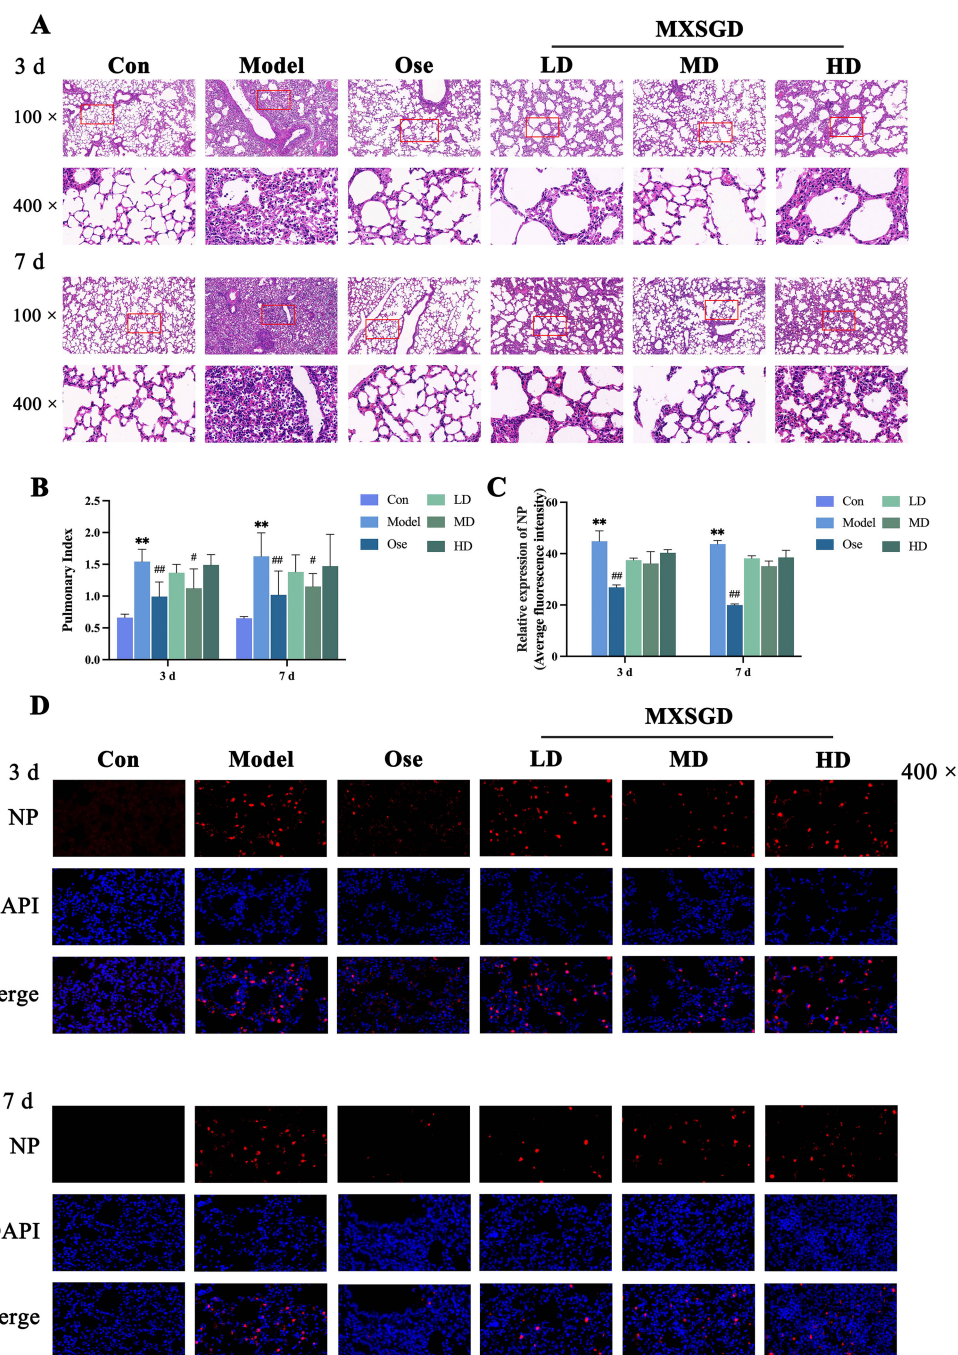 A
MXSGD
3 d Con Model Ose LD MD HD
100 ×
400 ×
7 d
100 ×
400 ×
B
2.5
2.0
1.5
1.0
0.5
0.0
Pulmonary Index
** ## #
** ## #
3 d 7 d
Con LD
Model MD
Ose HD
C
60
40
20
0
Relative expression of NP
(Average fluorescence intensity)
** ##
** ##
3 d 7 d
Con LD
Model MD
Ose HD
D
MXSGD
Con Model Ose LD MD HD
3 d 400 ×
NP
API
erge
7 d
NP
API
erge